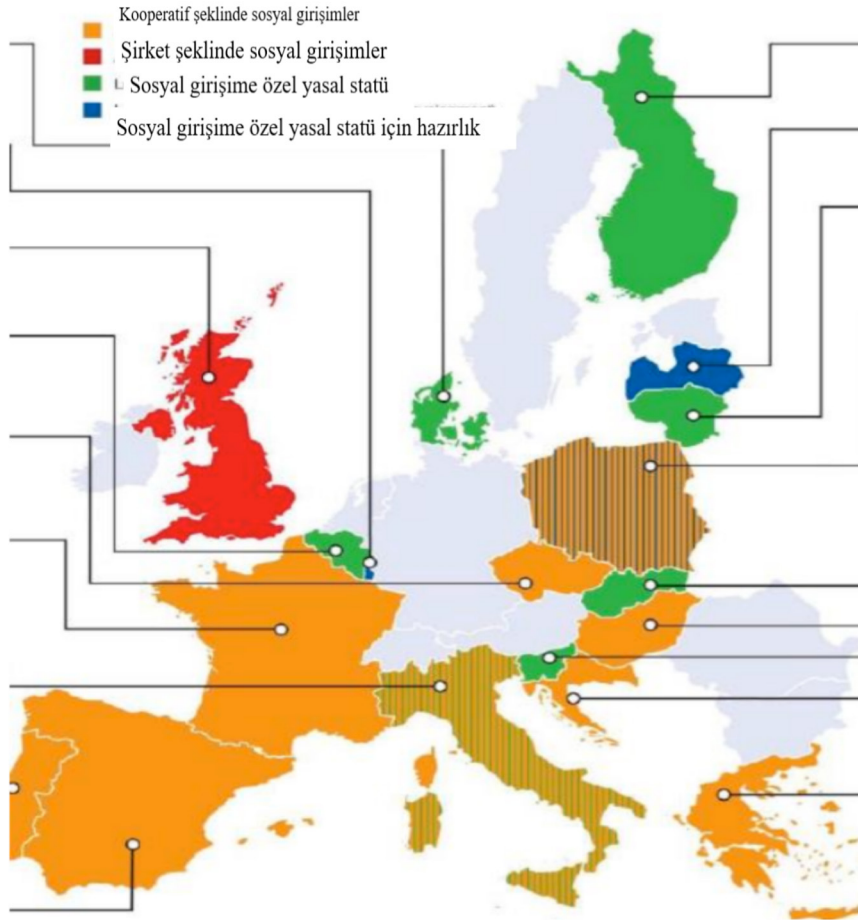 Kooperatif şeklinde sosyal girişimler
Şirket şeklinde sosyal girişimler
Sosyal girişime özel yasal statü
Sosyal girişime özel yasal statü için hazırlık